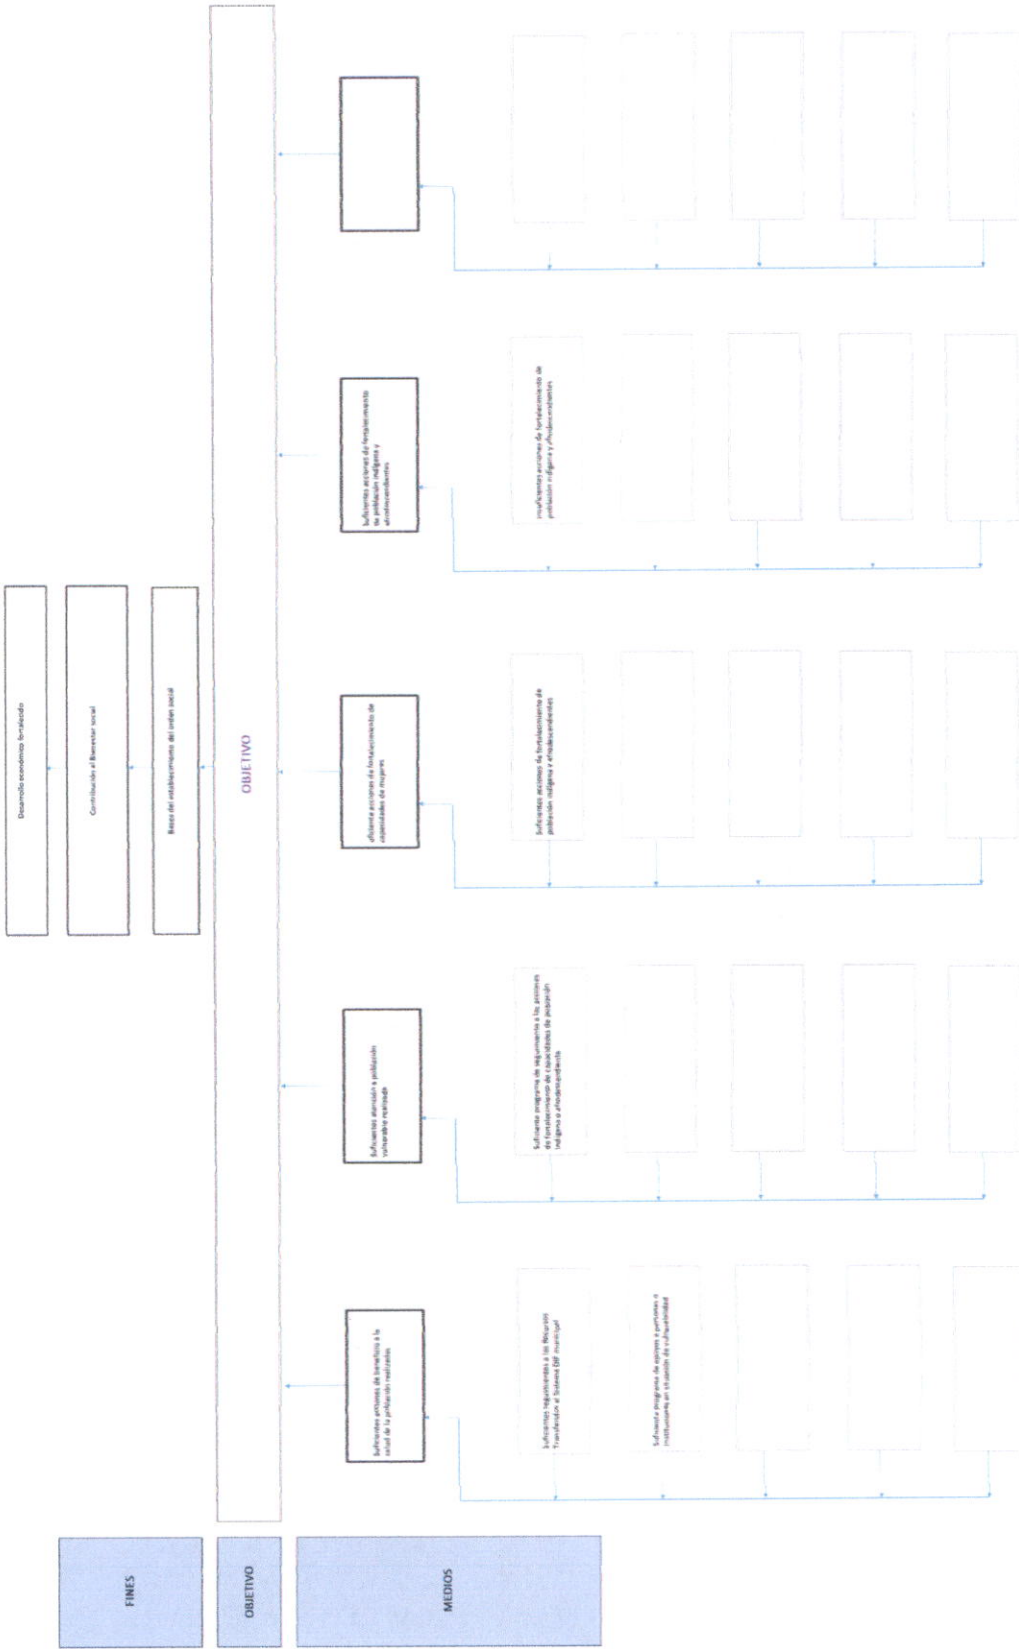 FINES
Desarrollo económico fortalecido
Contribución al Bienestar social
Bases del establecimiento del orden social
OBJETIVO
OBJETIVO
MEDIOS
Suficientes acciones de beneficio a la
salud de la población realizadas
Suficientes atención a población
vulnerable realizada
eficiente acciones de fortalecimiento de
capacidades de mujeres
Suficientes acciones de fortalecimiento
de población indígena y
Suficientes seguimientos a los Recursos
Transferidos al Sistema DIF municipal
Suficiente programa de apoyos a personas o
instituciones en situación de vulnerabilidad
Suficiente programa de seguimiento a las acciones
de fortalecimiento de capacidades de población
indígena o afrodescendiente
Suficientes acciones de fortalecimiento de
población indígena y afrodescendientes
insuficientes acciones de fortalecimiento de
población indígena y afrodescendientes